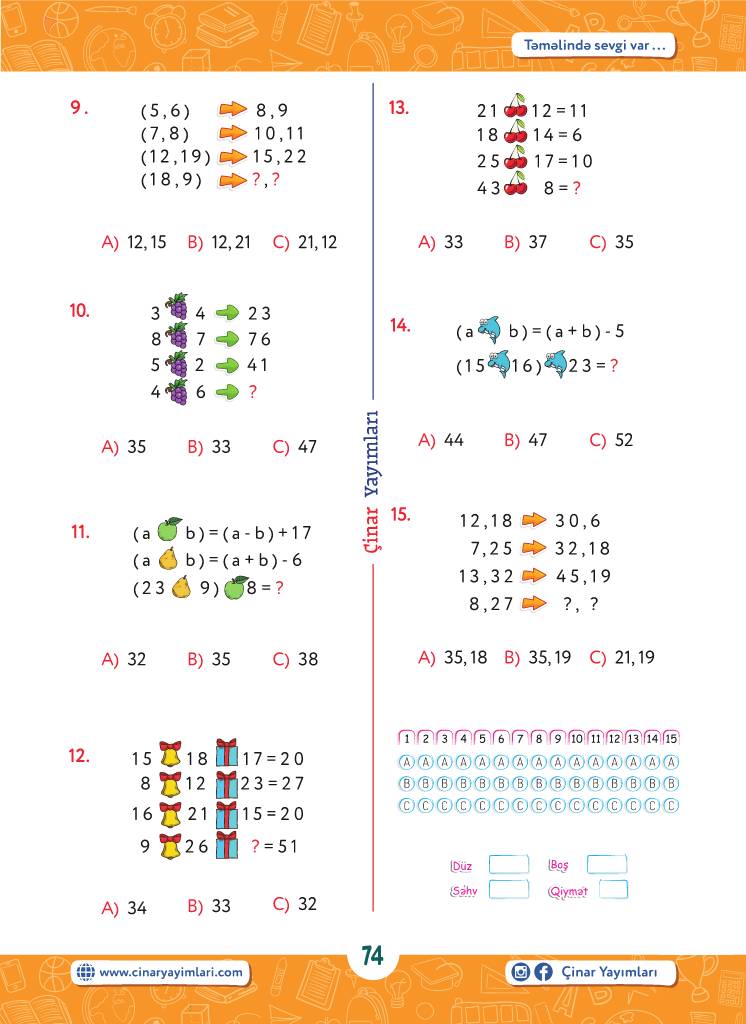 Təməlində sevgi var ...
9. (5,6) 8,9
(7,8) 10,11
(12,19) 15,22
(18,9) ?,?
A) 12,15 B) 12,21 C) 21,12
10. 3 4 23
8 7 76
5 2 41
4 6 ?
A) 35 B) 33 C) 47
11. (a b) = (a - b) + 17
(a b) = (a + b) - 6
(23 9) 8 = ?
A) 32 B) 35 C) 38
12. 15 18 17 = 20
8 12 23 = 27
16 21 15 = 20
9 26 ? = 51
A) 34 B) 33 C) 32
Çinar Yayımları
13. 21 12 = 11
18 14 = 6
25 17 = 10
43 8 = ?
A) 33 B) 37 C) 35
14. (a b) = (a + b) - 5
(15 16) 23 = ?
A) 44 B) 47 C) 52
15. 12,18 30,6
7,25 32,18
13,32 45,19
8,27 ?, ?
A) 35,18 B) 35,19 C) 21,19
1 2 3 4 5 6 7 8 9 10 11 12 13 14 15
A A A A A A A A A A A A A A A
B B B B B B B B B B B B B B B
C C C C C C C C C C C C C C C
Düz Boş
Səhv Qiymət
www.cinaryayimlari.com
74
Çinar Yayımları